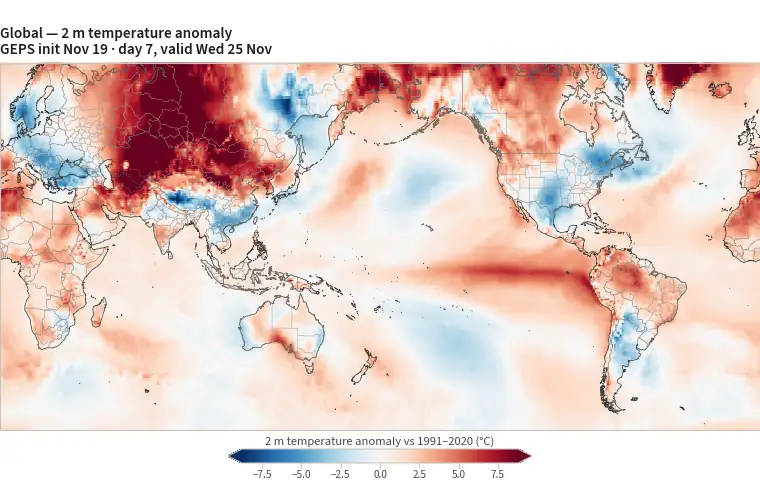 Global — 2 m temperature anomaly
GEPS init Nov 19 · day 7, valid Wed 25 Nov
2 m temperature anomaly vs 1991–2020 (°C)
−7.5 −5.0 −2.5 0.0 2.5 5.0 7.5